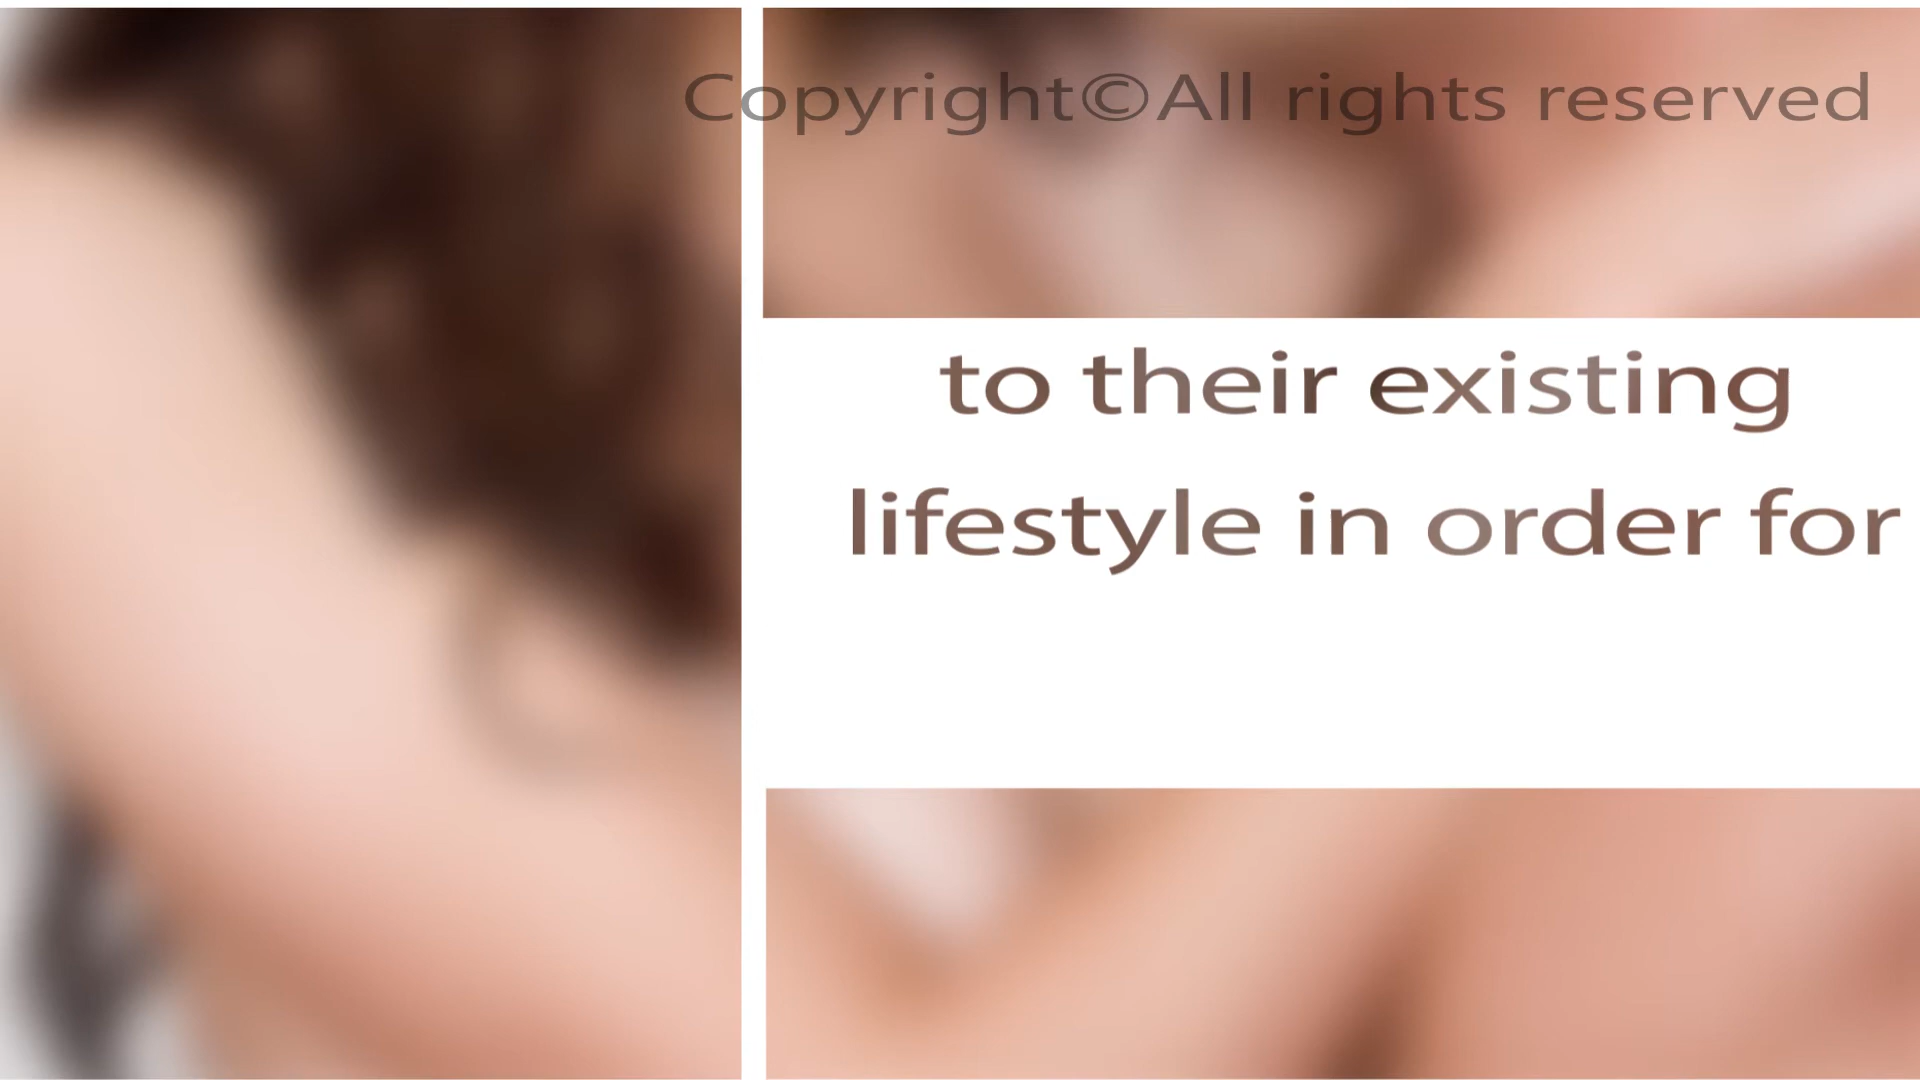 Copyright©All rights reserved
to their existing
lifestyle in order for